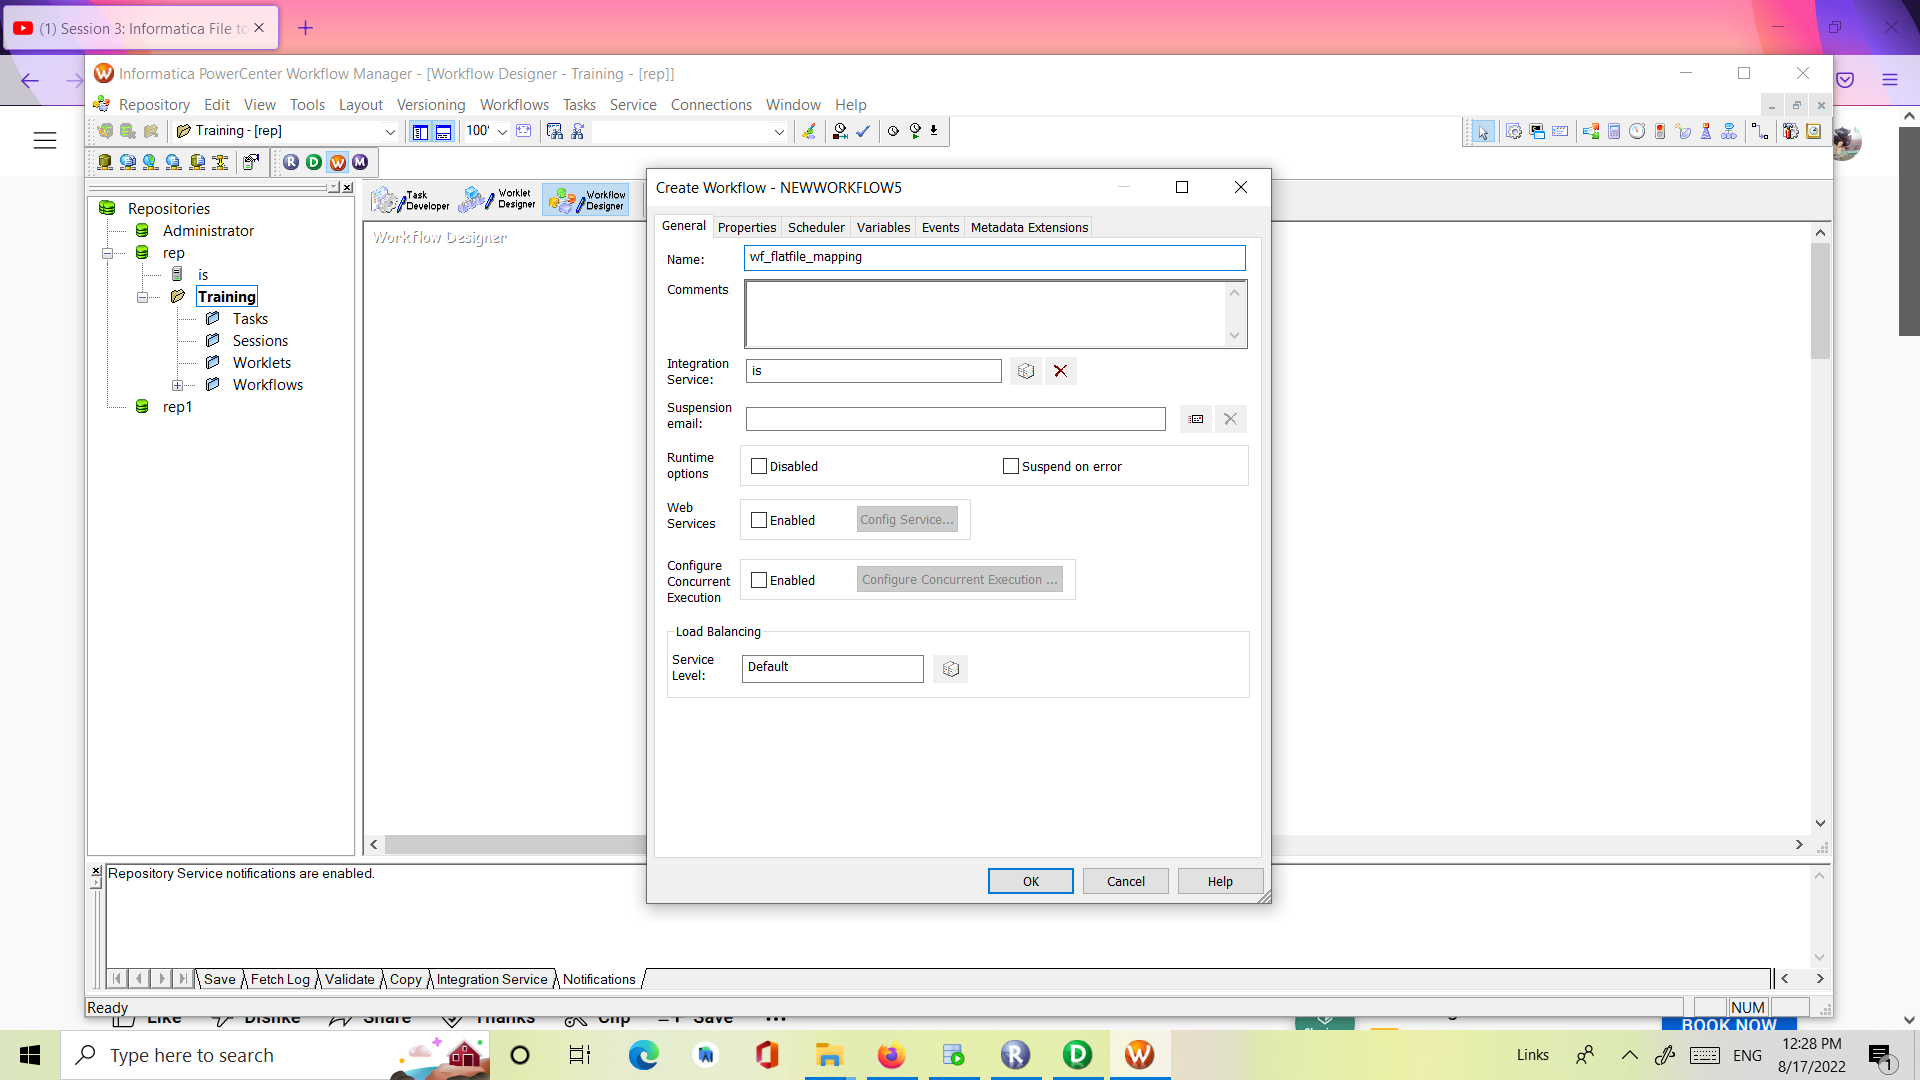 (1) Session 3: Informatica File to
Informatica PowerCenter Workflow Manager - [Workflow Designer - Training - [rep]]
Repository Edit View Tools Layout Versioning Workflows Tasks Service Connections Window Help
Training - [rep]
100'
R D W M
Task Developer
Worklet Designer
Workflow Designer
Repositories
Administrator
rep
is
Training
Tasks
Sessions
Worklets
Workflows
rep1
Workflow Designer
Create Workflow - NEWWORKFLOW5
General Properties Scheduler Variables Events Metadata Extensions
Name: wf_flatfile_mapping
Comments
Integration Service: is
Suspension email:
Runtime options
Disabled Suspend on error
Web Services
Enabled Config Service...
Configure Concurrent Execution
Enabled Configure Concurrent Execution ...
Load Balancing
Service Level: Default
OK Cancel Help
Repository Service notifications are enabled.
Save Fetch Log Validate Copy Integration Service Notifications
Ready
NUM
Like Dislike Share Thanks Clip Save ...
BOOK NOW
Type here to search
R D W
Links
ENG
12:28 PM
8/17/2022
1